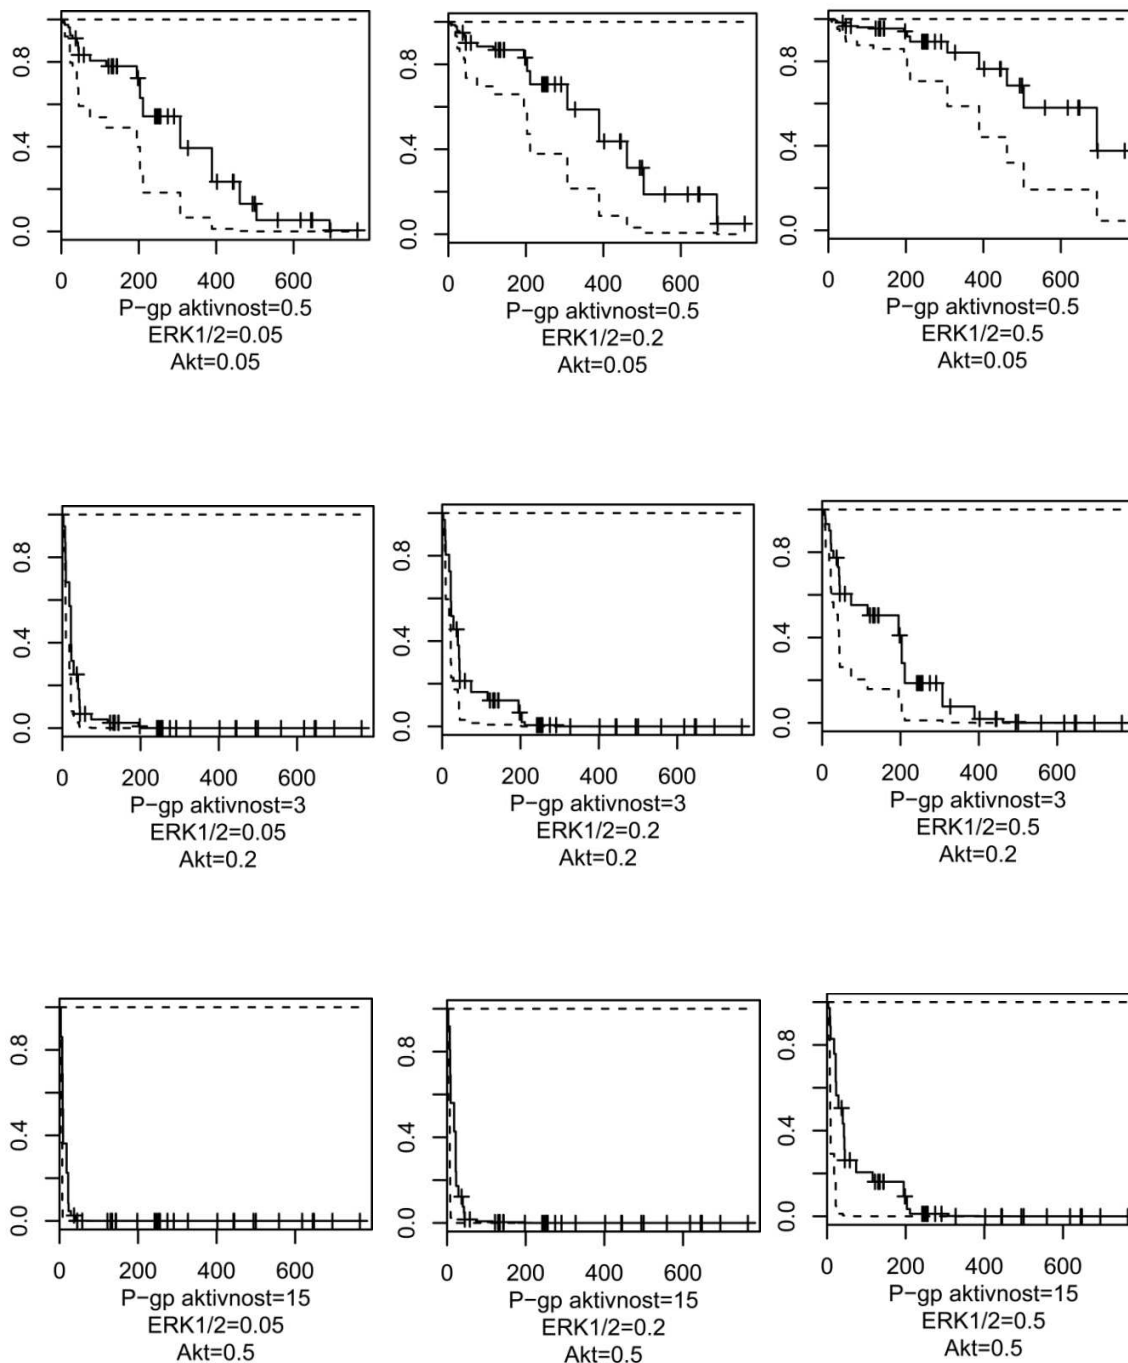 0.8
0.4
0.0
0 200 400 600
P-gp aktivnost=0.5
ERK1/2=0.05
Akt=0.05
0.8
0.4
0.0
0 200 400 600
P-gp aktivnost=0.5
ERK1/2=0.2
Akt=0.05
0.8
0.4
0.0
0 200 400 600
P-gp aktivnost=0.5
ERK1/2=0.5
Akt=0.05
0.8
0.4
0.0
0 200 400 600
P-gp aktivnost=3
ERK1/2=0.05
Akt=0.2
0.8
0.4
0.0
0 200 400 600
P-gp aktivnost=3
ERK1/2=0.2
Akt=0.2
0.8
0.4
0.0
0 200 400 600
P-gp aktivnost=3
ERK1/2=0.5
Akt=0.2
0.8
0.4
0.0
0 200 400 600
P-gp aktivnost=15
ERK1/2=0.05
Akt=0.5
0.8
0.4
0.0
0 200 400 600
P-gp aktivnost=15
ERK1/2=0.2
Akt=0.5
0.8
0.4
0.0
0 200 400 600
P-gp aktivnost=15
ERK1/2=0.5
Akt=0.5